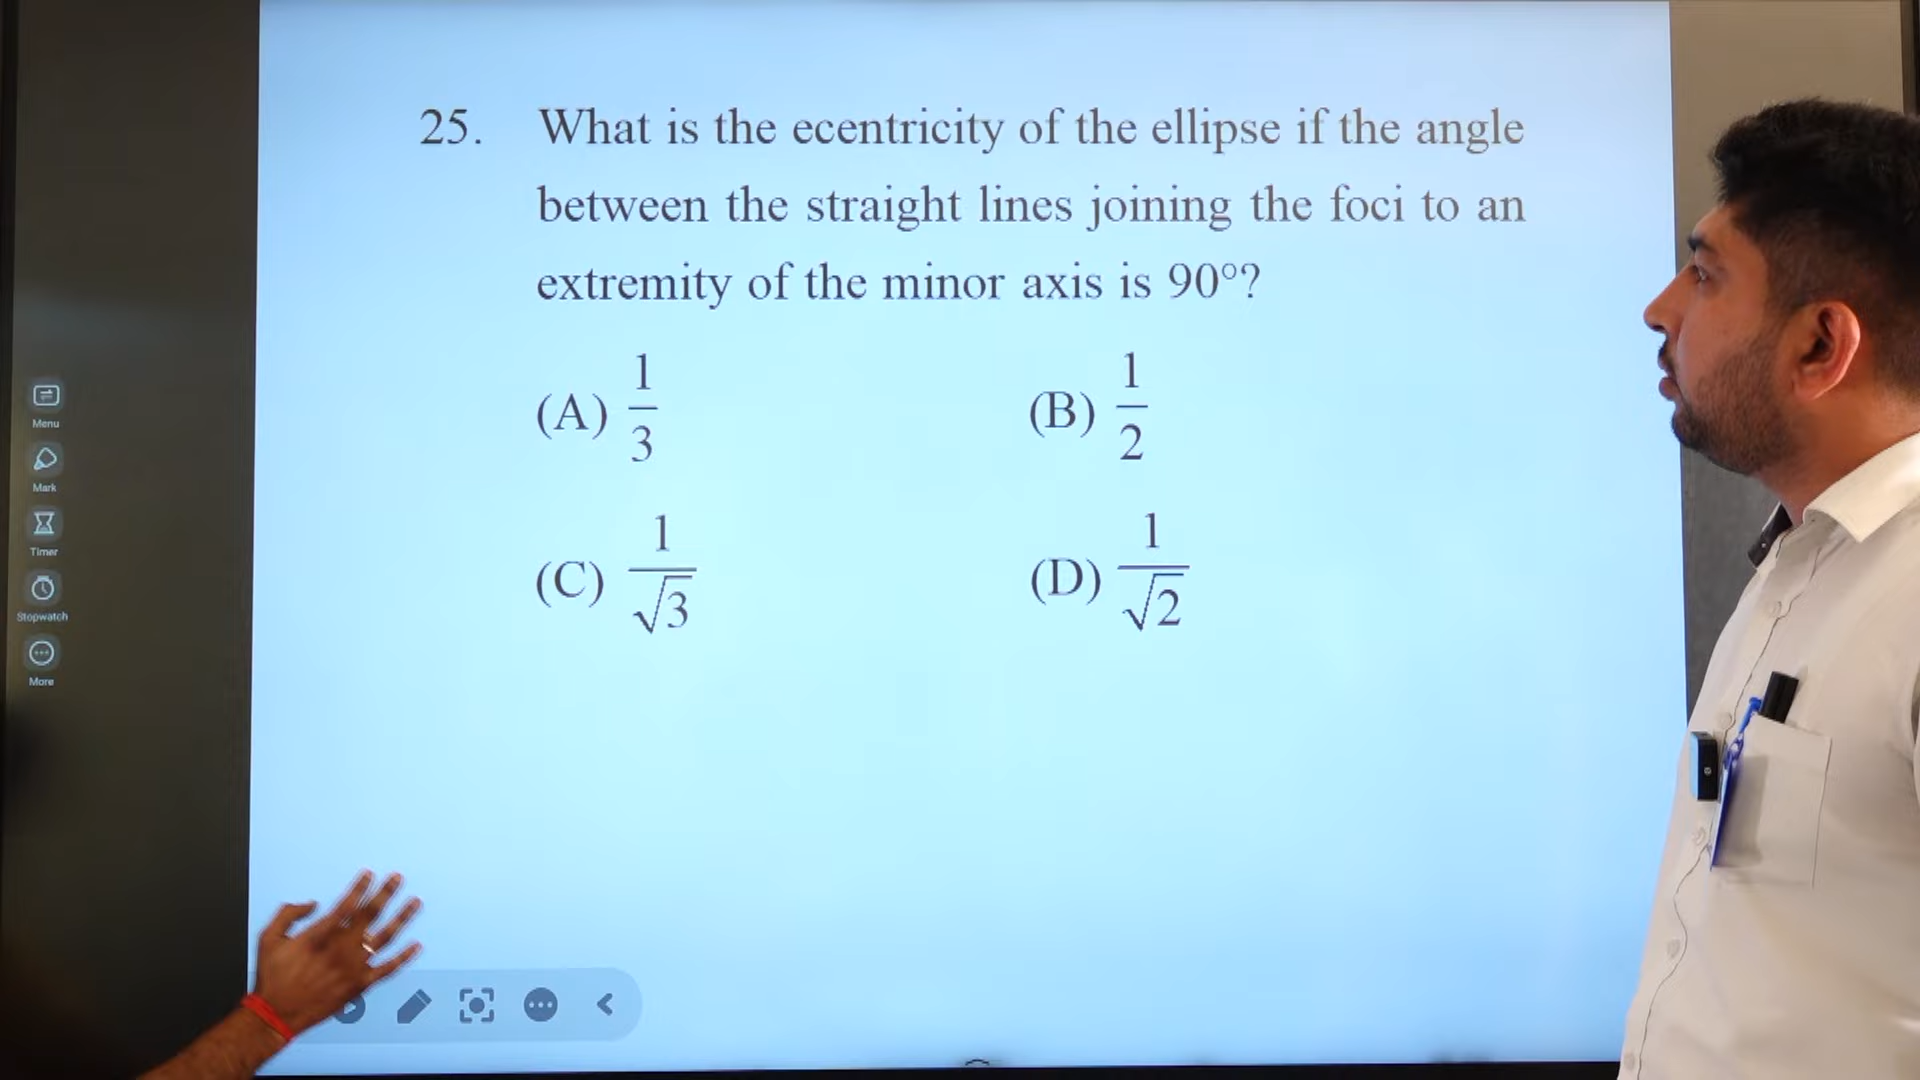 25. What is the ecentricity of the ellipse if the angle
between the straight lines joining the foci to an
extremity of the minor axis is 90°?
(A) 1/3 (B) 1/2
(C) 1/√3 (D) 1/√2
Menu
Mark
Timer
Stopwatch
More